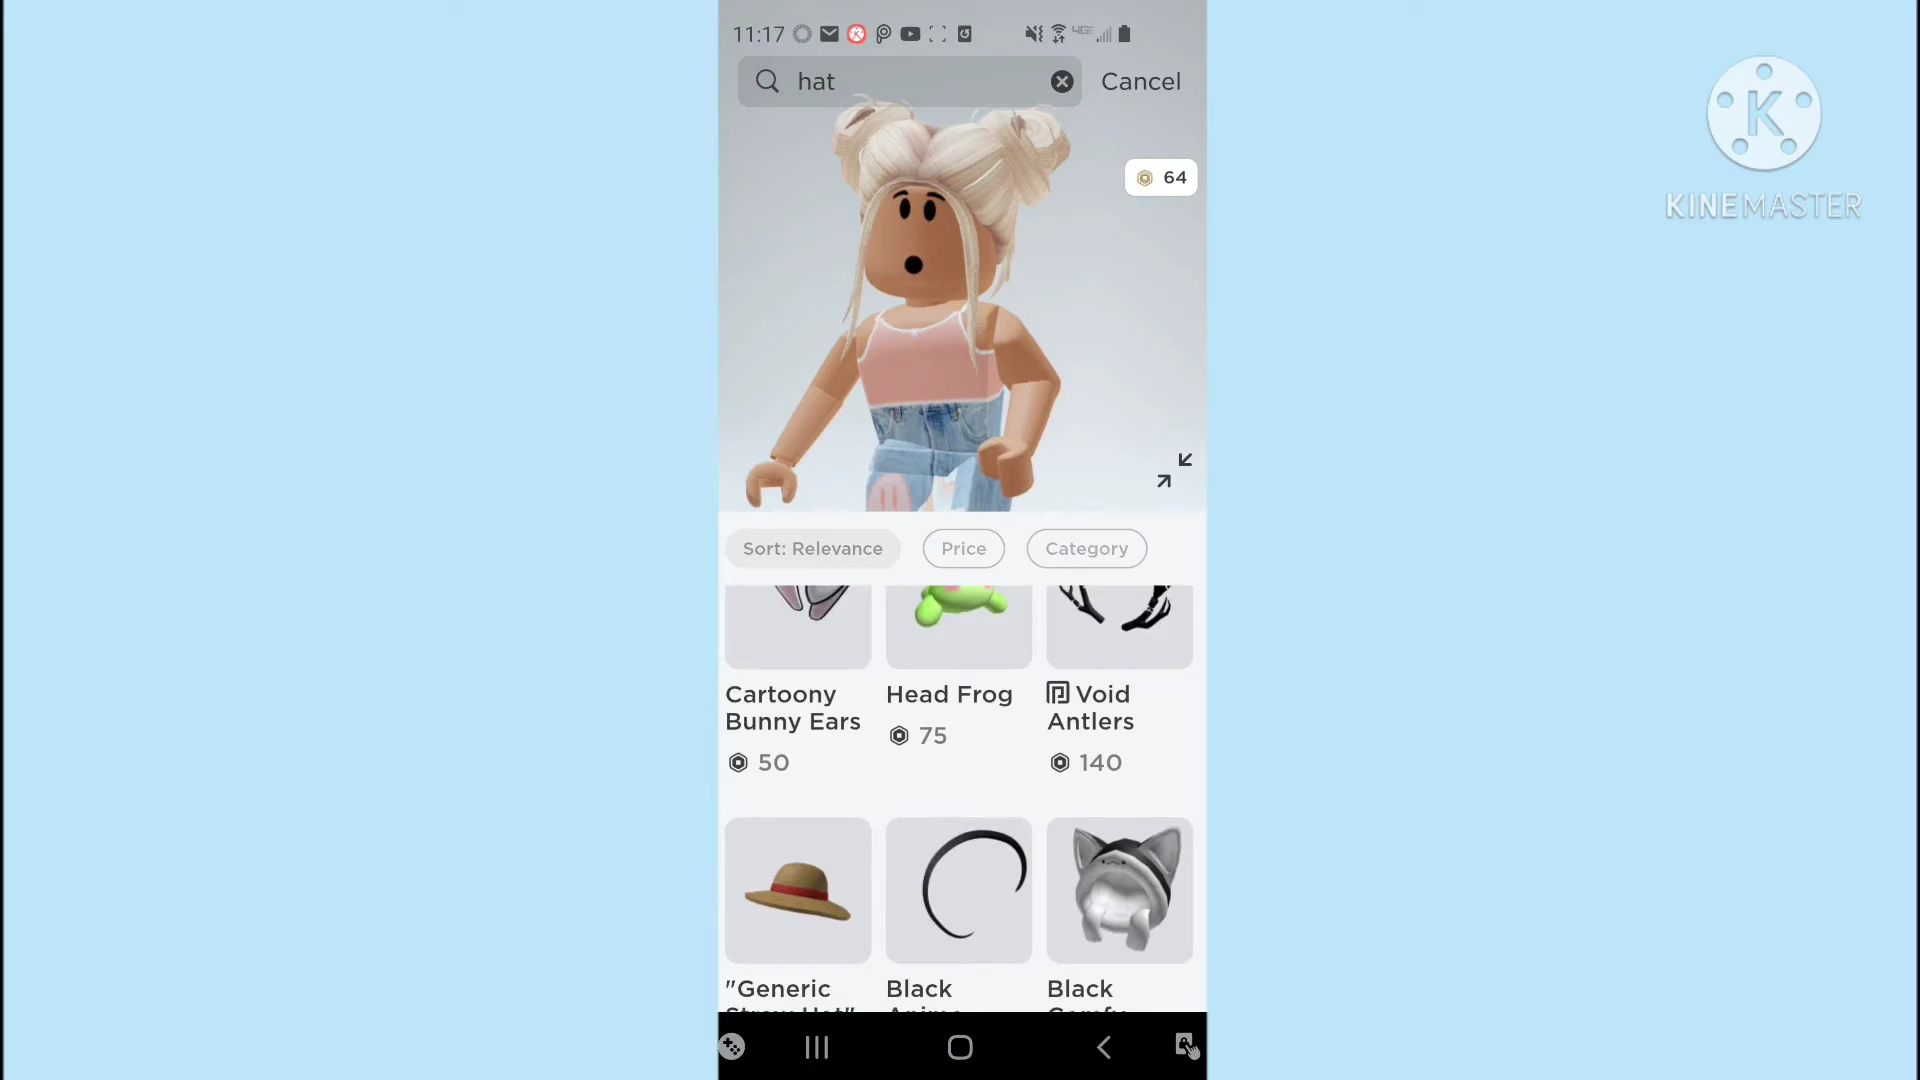 11:17
hat
Cancel
64
K
KINEMASTER
Sort: Relevance
Price
Category
Cartoony
Bunny Ears
50
Head Frog
75
Void
Antlers
140
"Generic
Black
Black